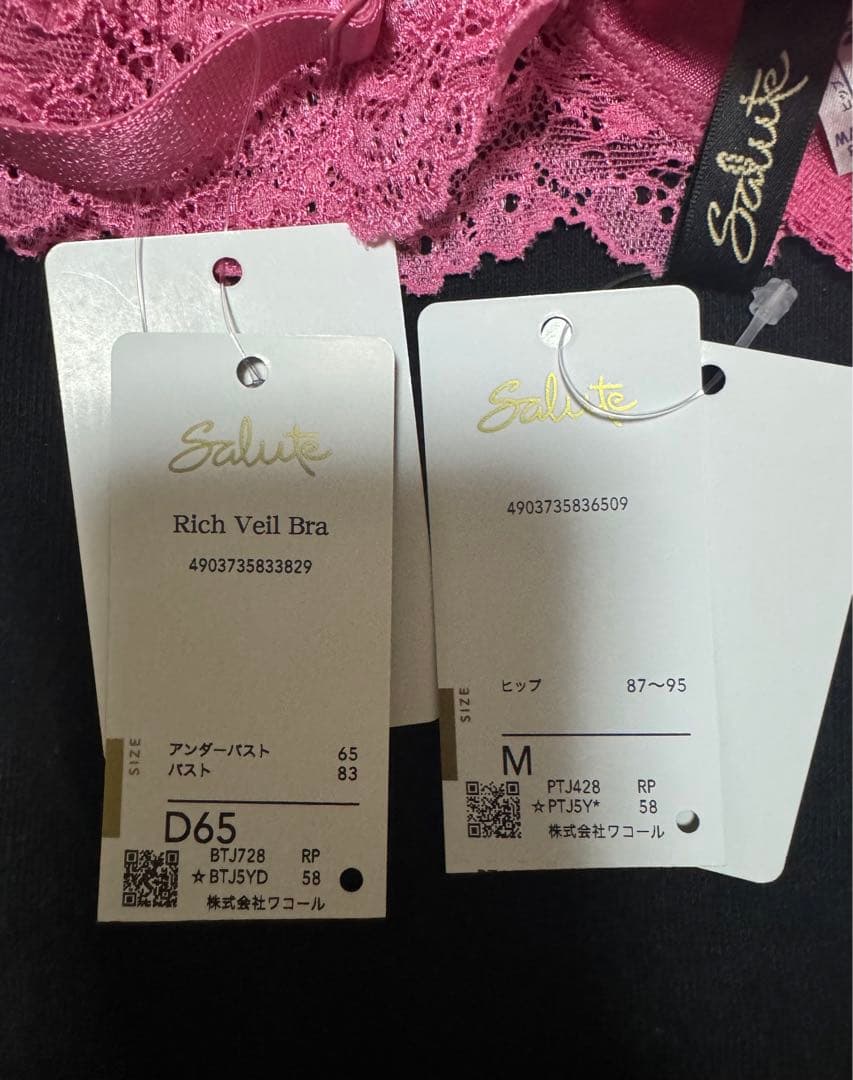 Salute
Salute
Rich Veil Bra
4903735833829
SIZE
アンダーバスト 65
バスト 83
D65
BTJ728 RP
☆BTJ5YD 58
株式会社ワコール
Salute
4903735836509
SIZE
ヒップ 87～95
M
PTJ428 RP
☆PTJ5Y* 58
株式会社ワコール